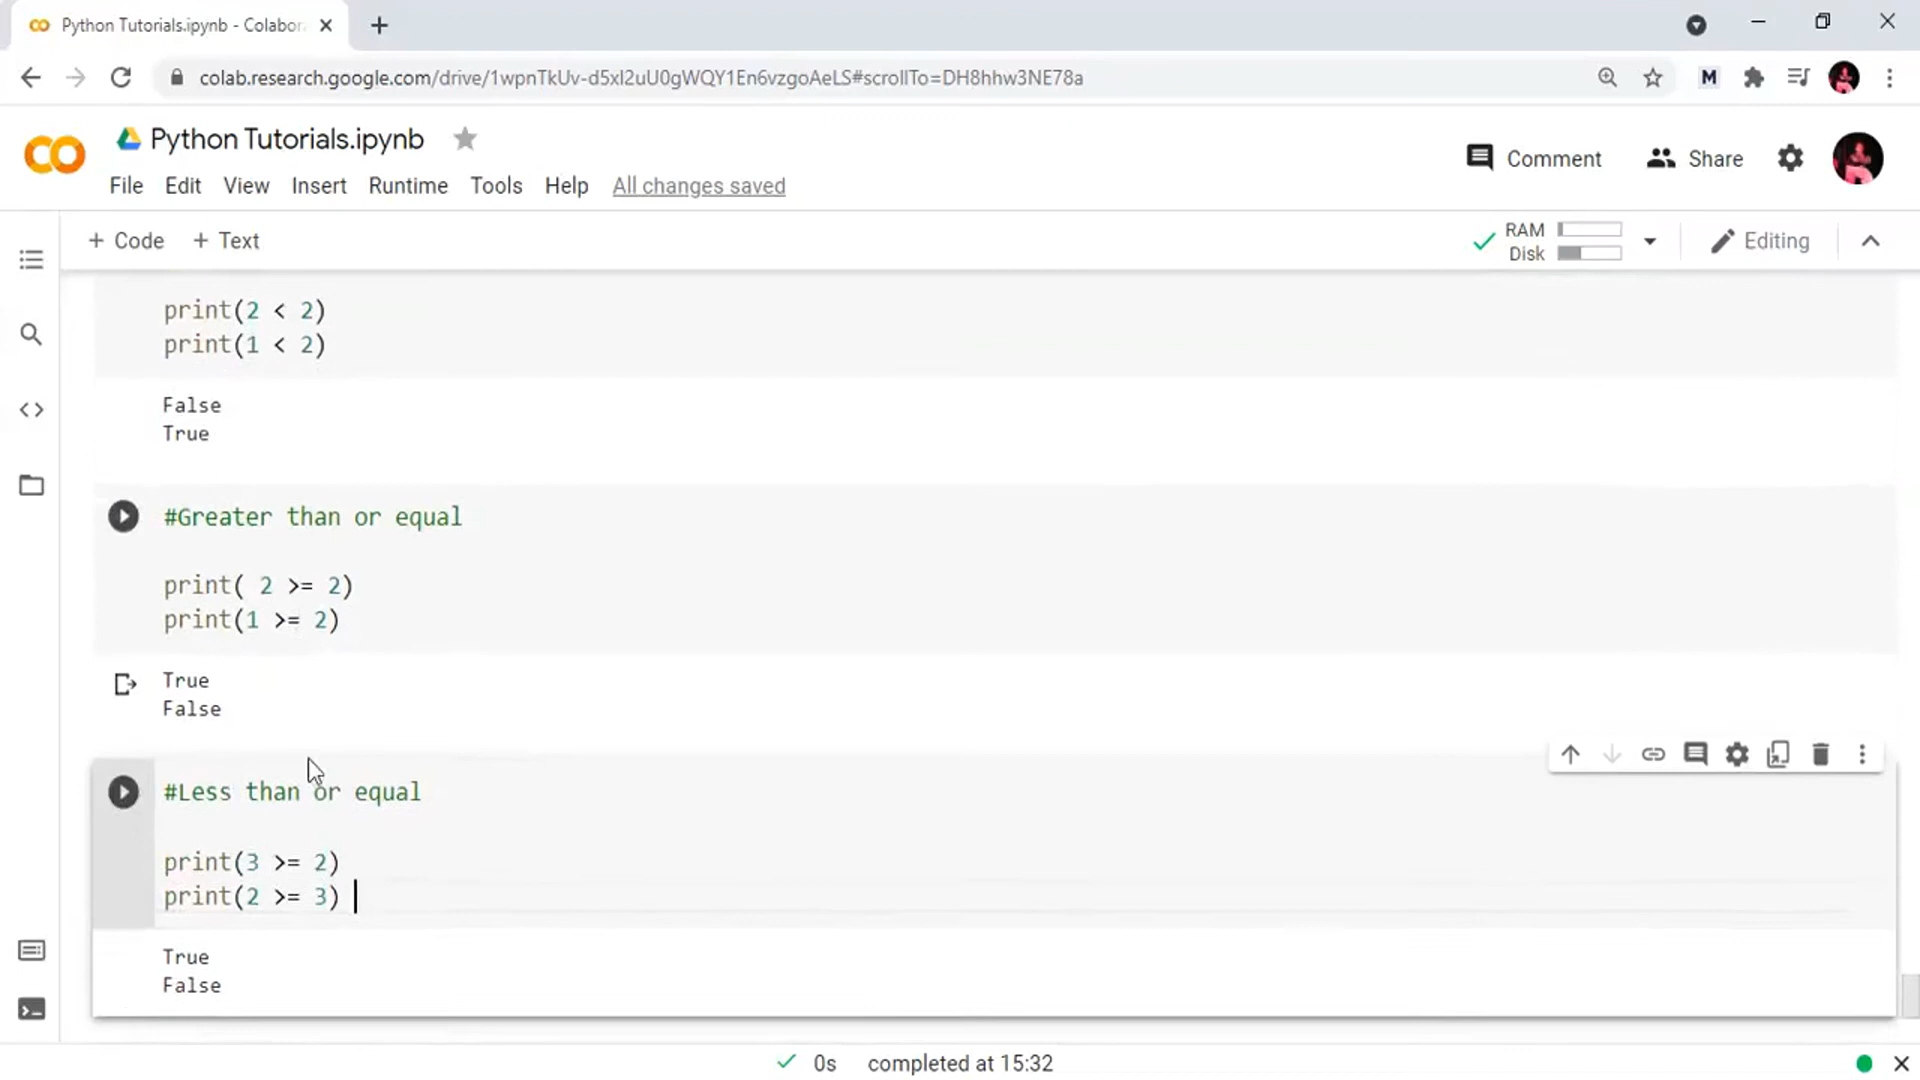 Python Tutorials.ipynb - Colabor
colab.research.google.com/drive/1wpnTkUv-d5xl2uU0gWQY1En6vzgoAeLS#scrollTo=DH8hhw3NE78a
M
Python Tutorials.ipynb
Comment
Share
File Edit View Insert Runtime Tools Help All changes saved
+ Code + Text
RAM
Disk
Editing
print(2 < 2)
print(1 < 2)
False
True
#Greater than or equal
print( 2 >= 2)
print(1 >= 2)
True
False
#Less than or equal
print(3 >= 2)
print(2 >= 3)
True
False
0s completed at 15:32